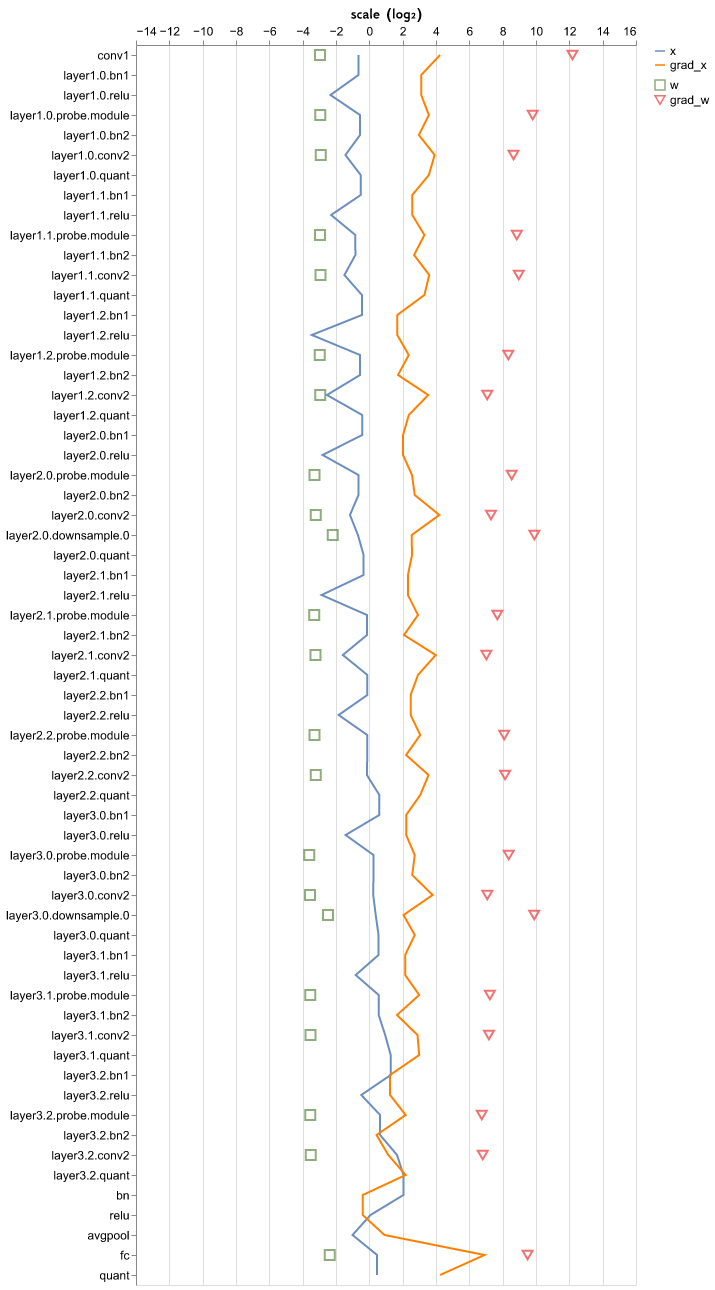 scale (log₂)
−14 −12 −10 −8 −6 −4 −2 0 2 4 6 8 10 12 14 16
x
grad_x
w
grad_w
conv1
layer1.0.bn1
layer1.0.relu
layer1.0.probe.module
layer1.0.bn2
layer1.0.conv2
layer1.0.quant
layer1.1.bn1
layer1.1.relu
layer1.1.probe.module
layer1.1.bn2
layer1.1.conv2
layer1.1.quant
layer1.2.bn1
layer1.2.relu
layer1.2.probe.module
layer1.2.bn2
layer1.2.conv2
layer1.2.quant
layer2.0.bn1
layer2.0.relu
layer2.0.probe.module
layer2.0.bn2
layer2.0.conv2
layer2.0.downsample.0
layer2.0.quant
layer2.1.bn1
layer2.1.relu
layer2.1.probe.module
layer2.1.bn2
layer2.1.conv2
layer2.1.quant
layer2.2.bn1
layer2.2.relu
layer2.2.probe.module
layer2.2.bn2
layer2.2.conv2
layer2.2.quant
layer3.0.bn1
layer3.0.relu
layer3.0.probe.module
layer3.0.bn2
layer3.0.conv2
layer3.0.downsample.0
layer3.0.quant
layer3.1.bn1
layer3.1.relu
layer3.1.probe.module
layer3.1.bn2
layer3.1.conv2
layer3.1.quant
layer3.2.bn1
layer3.2.relu
layer3.2.probe.module
layer3.2.bn2
layer3.2.conv2
layer3.2.quant
bn
relu
avgpool
fc
quant